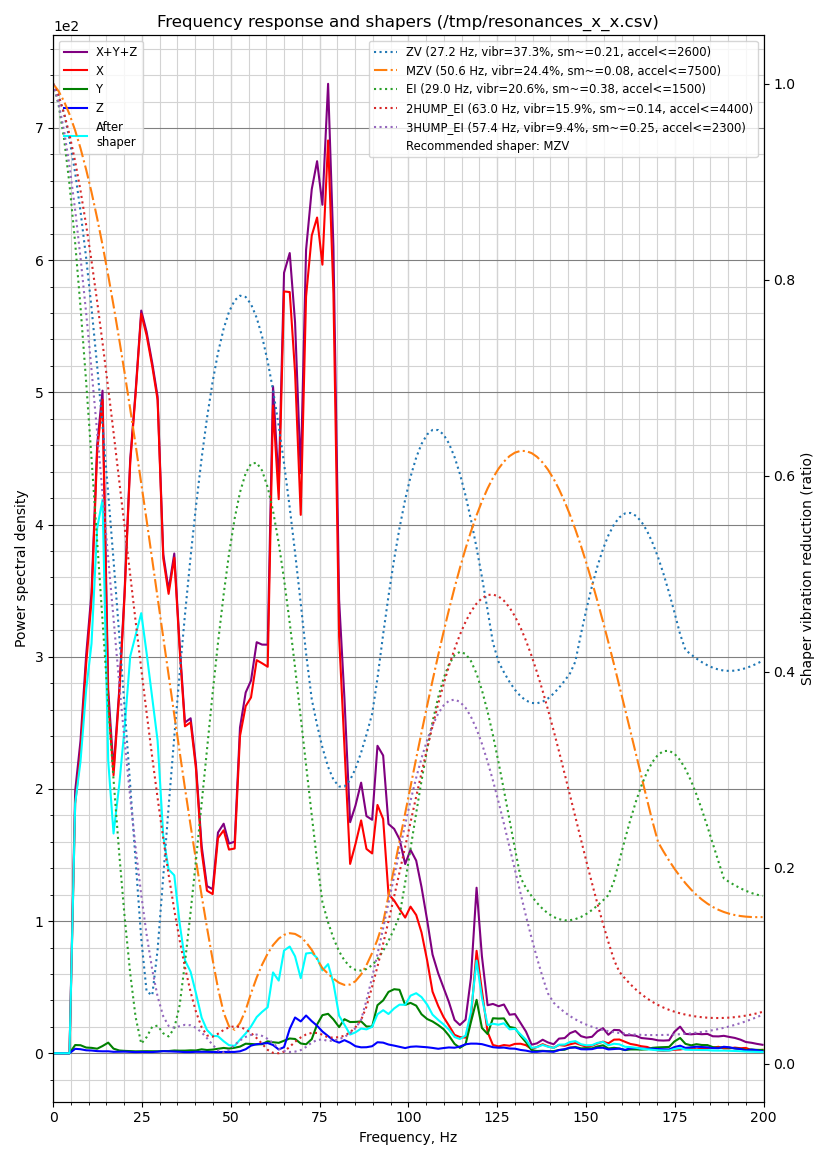 Frequency response and shapers (/tmp/resonances_x_x.csv)
1e2
X+Y+Z
X
Y
Z
After
shaper
ZV (27.2 Hz, vibr=37.3%, sm~=0.21, accel<=2600)
MZV (50.6 Hz, vibr=24.4%, sm~=0.08, accel<=7500)
EI (29.0 Hz, vibr=20.6%, sm~=0.38, accel<=1500)
2HUMP_EI (63.0 Hz, vibr=15.9%, sm~=0.14, accel<=4400)
3HUMP_EI (57.4 Hz, vibr=9.4%, sm~=0.25, accel<=2300)
Recommended shaper: MZV
7
6
5
4
3
2
1
0
Power spectral density
1.0
0.8
0.6
0.4
0.2
0.0
Shaper vibration reduction (ratio)
0 25 50 75 100 125 150 175 200
Frequency, Hz